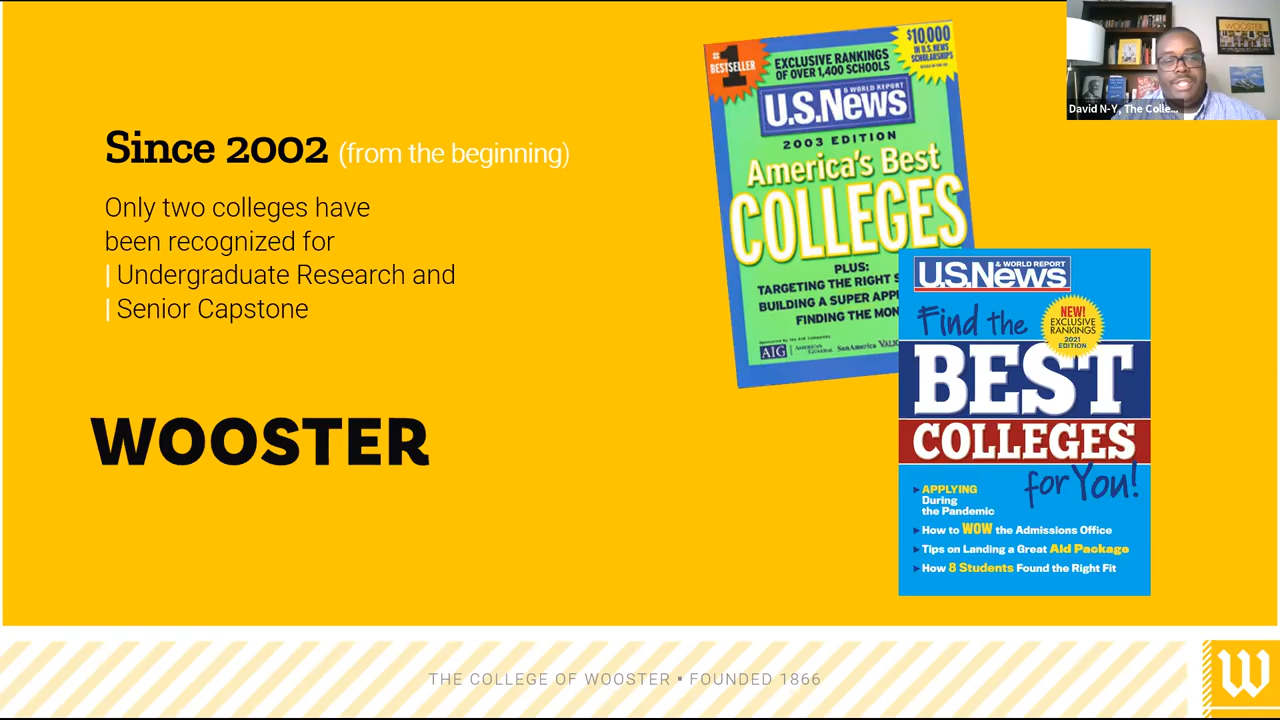 Since 2002 (from the beginning)
Only two colleges have
been recognized for
| Undergraduate Research and
| Senior Capstone
WOOSTER
#1
BESTSELLER
EXCLUSIVE RANKINGS
OF OVER 1,400 SCHOOLS
$10,000
IN U.S. NEWS
SCHOLARSHIPS
U.S.News
& WORLD REPORT
2003 EDITION
America's Best
COLLEGES
PLUS:
TARGETING THE RIGHT S
BUILDING A SUPER APP
FINDING THE MON
AIG
SunAmerica
U.S.News
& WORLD REPORT
Find the
NEW!
EXCLUSIVE
RANKINGS
2021
EDITION
BEST
COLLEGES
for You!
APPLYING
During
the Pandemic
How to WOW the Admissions Office
Tips on Landing a Great Aid Package
How 8 Students Found the Right Fit
WOOSTER
David N-Y, The Colle...
THE COLLEGE OF WOOSTER ▪ FOUNDED 1866
W